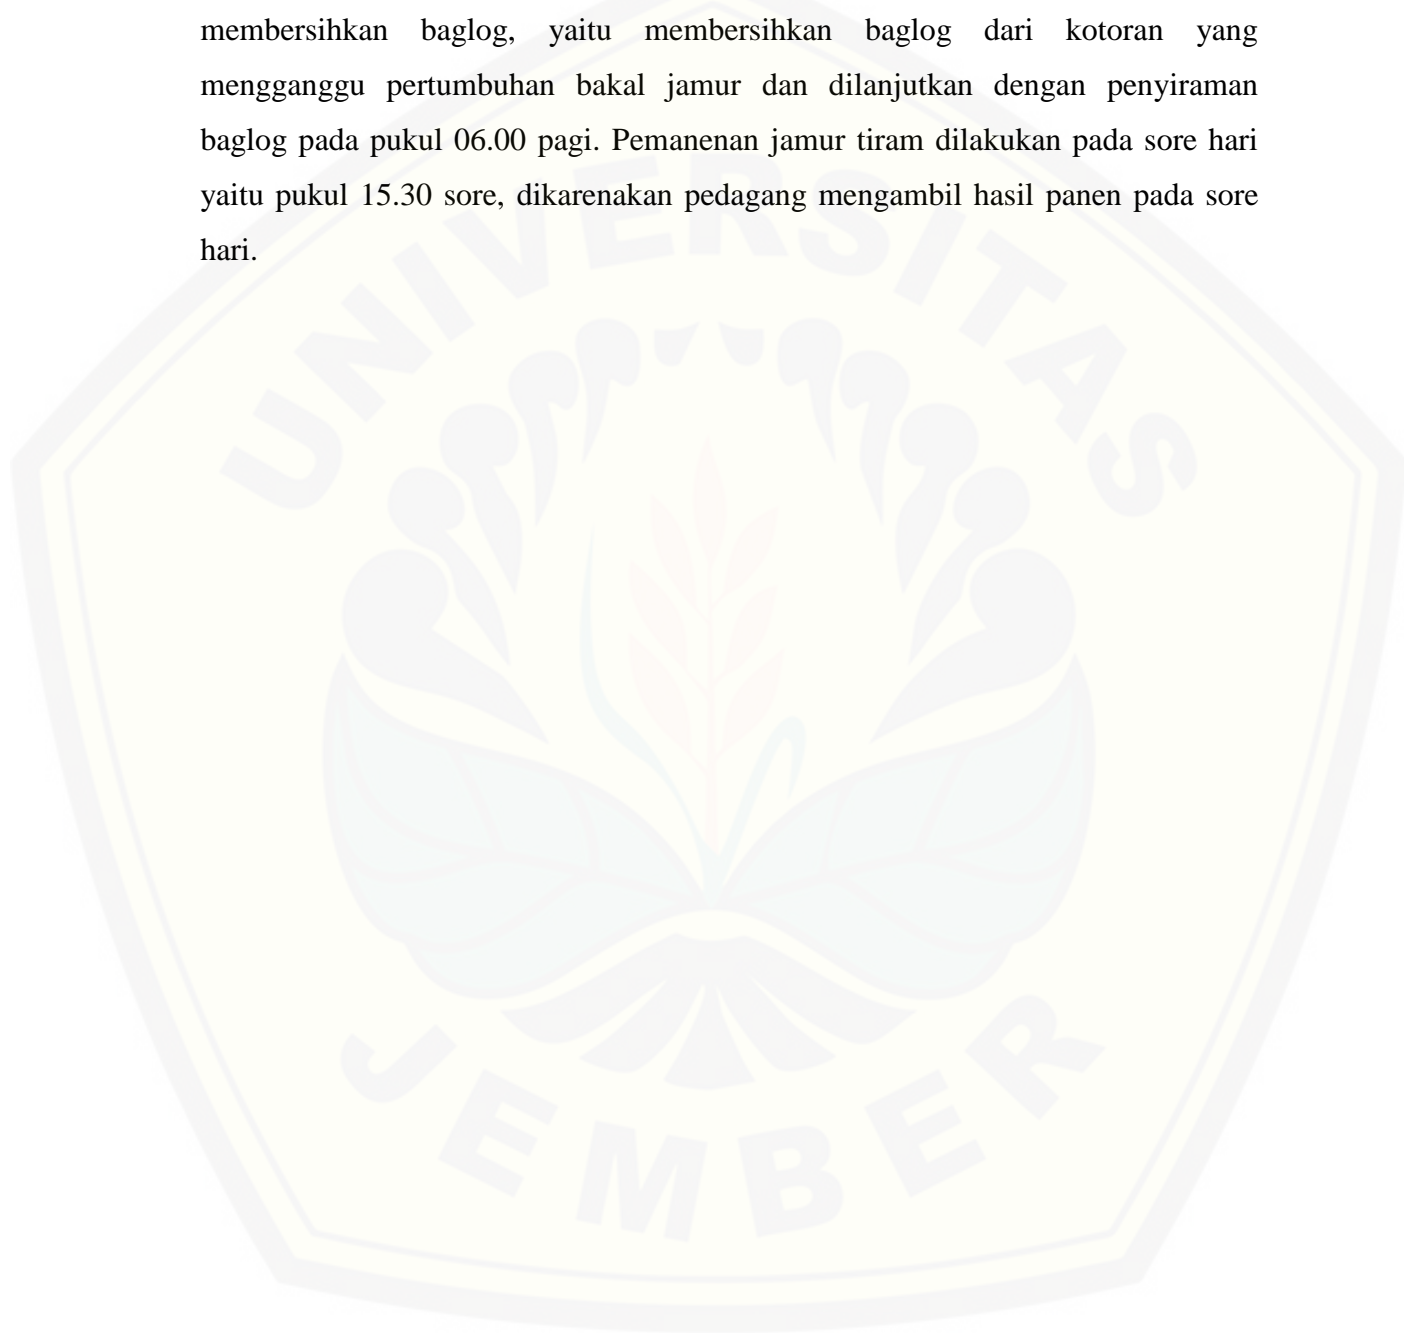 membersihkan baglog, yaitu membersihkan baglog dari kotoran yang
mengganggu pertumbuhan bakal jamur dan dilanjutkan dengan penyiraman
baglog pada pukul 06.00 pagi. Pemanenan jamur tiram dilakukan pada sore hari
yaitu pukul 15.30 sore, dikarenakan pedagang mengambil hasil panen pada sore
hari.
UNIVERSITAS
JEMBER